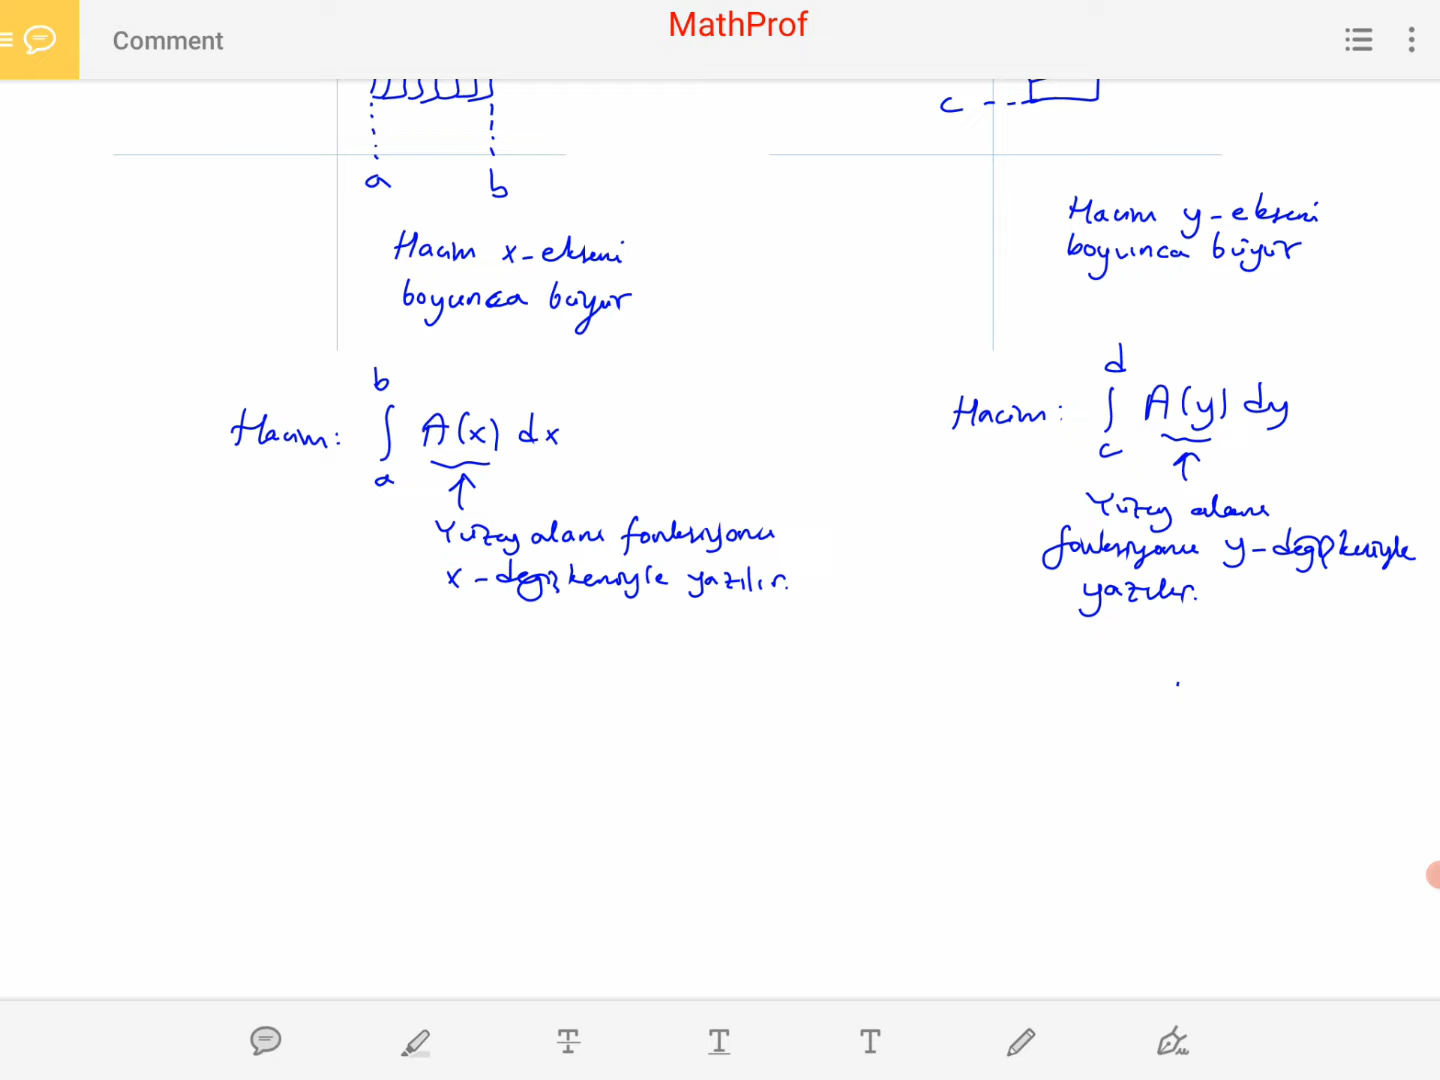 MathProf
Comment
c
a
b
Hacim x-ekseni
boyunca büyür
Hacim y-ekseni
boyunca büyür
b
Hacim: ∫ A(x) dx
a
↑
Yüzey alanı fonksiyonu
x-değişkeniyle yazılır.
d
Hacim: ∫ A(y) dy
c
↑
Yüzey alanı
fonksiyonu y-değişkeniyle
yazılır.